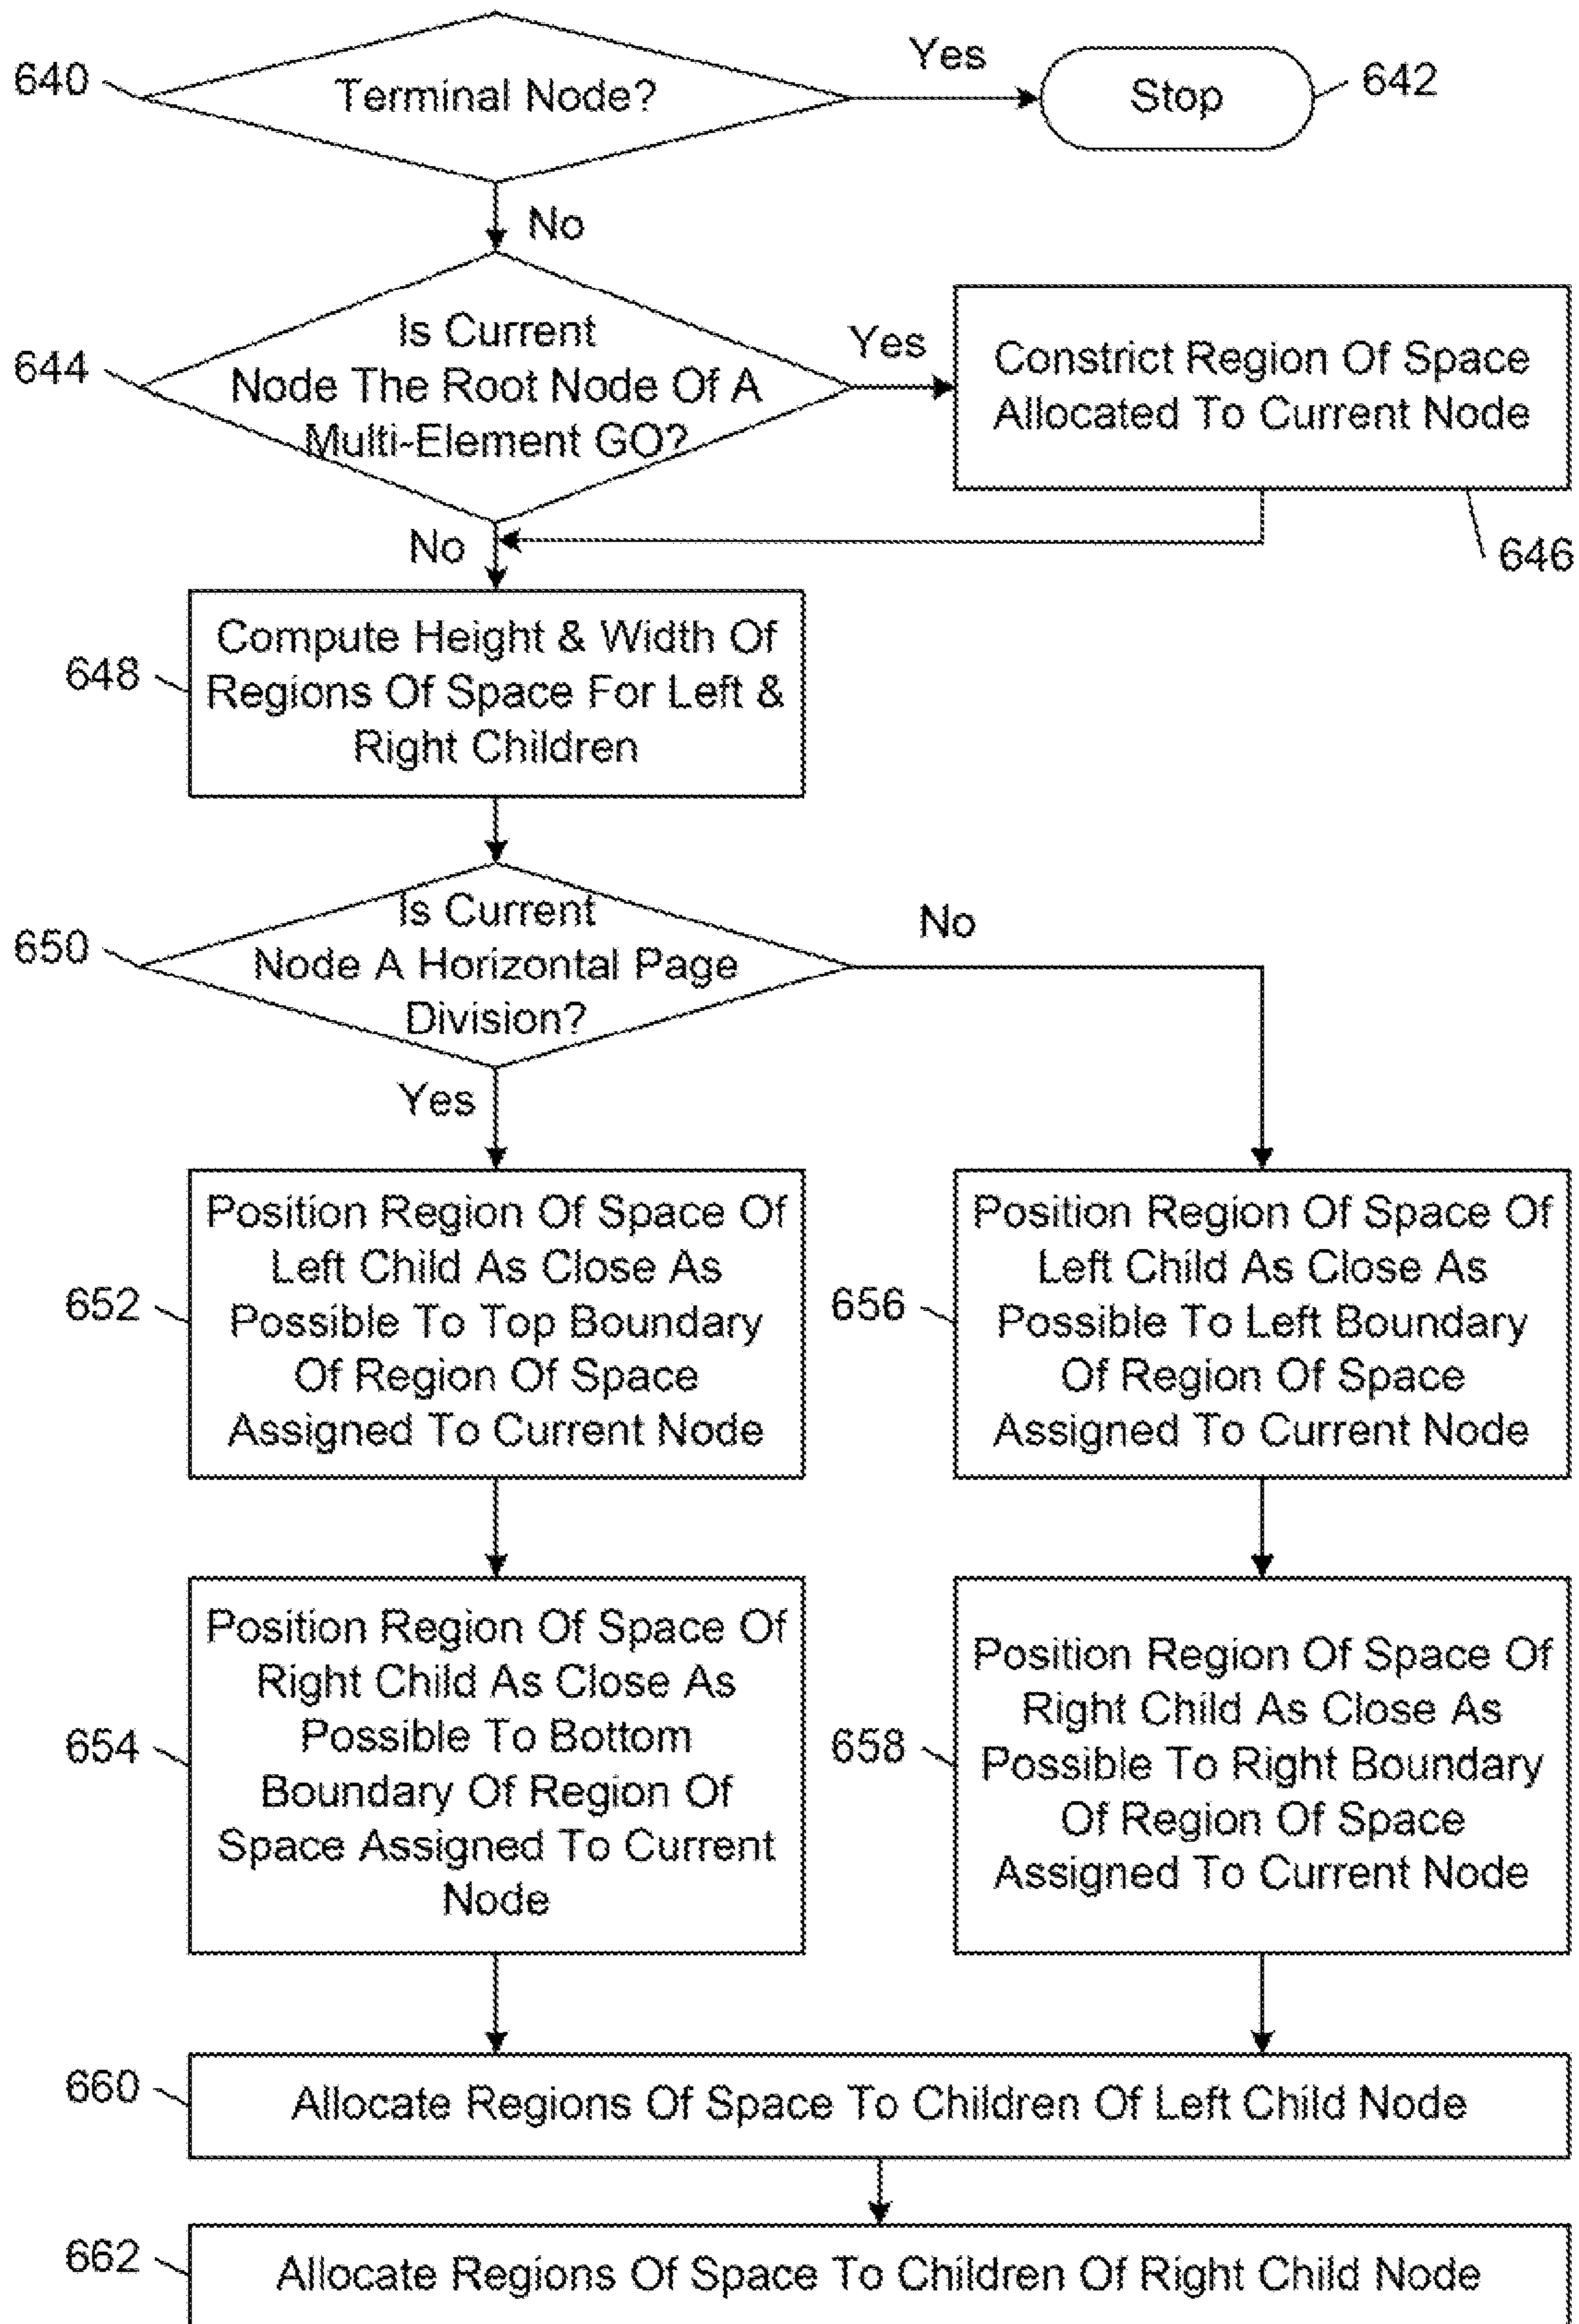 640
Terminal Node?
Yes
Stop
642
No
644
Is Current
Node The Root Node Of A
Multi-Element GO?
Yes
Constrict Region Of Space
Allocated To Current Node
646
No
648
Compute Height & Width Of
Regions Of Space For Left &
Right Children
650
Is Current
Node A Horizontal Page
Division?
No
Yes
652
Position Region Of Space Of
Left Child As Close As
Possible To Top Boundary
Of Region Of Space
Assigned To Current Node
656
Position Region Of Space Of
Left Child As Close As
Possible To Left Boundary
Of Region Of Space
Assigned To Current Node
654
Position Region Of Space Of
Right Child As Close As
Possible To Bottom
Boundary Of Region Of
Space Assigned To Current
Node
658
Position Region Of Space Of
Right Child As Close As
Possible To Right Boundary
Of Region Of Space
Assigned To Current Node
660
Allocate Regions Of Space To Children Of Left Child Node
662
Allocate Regions Of Space To Children Of Right Child Node